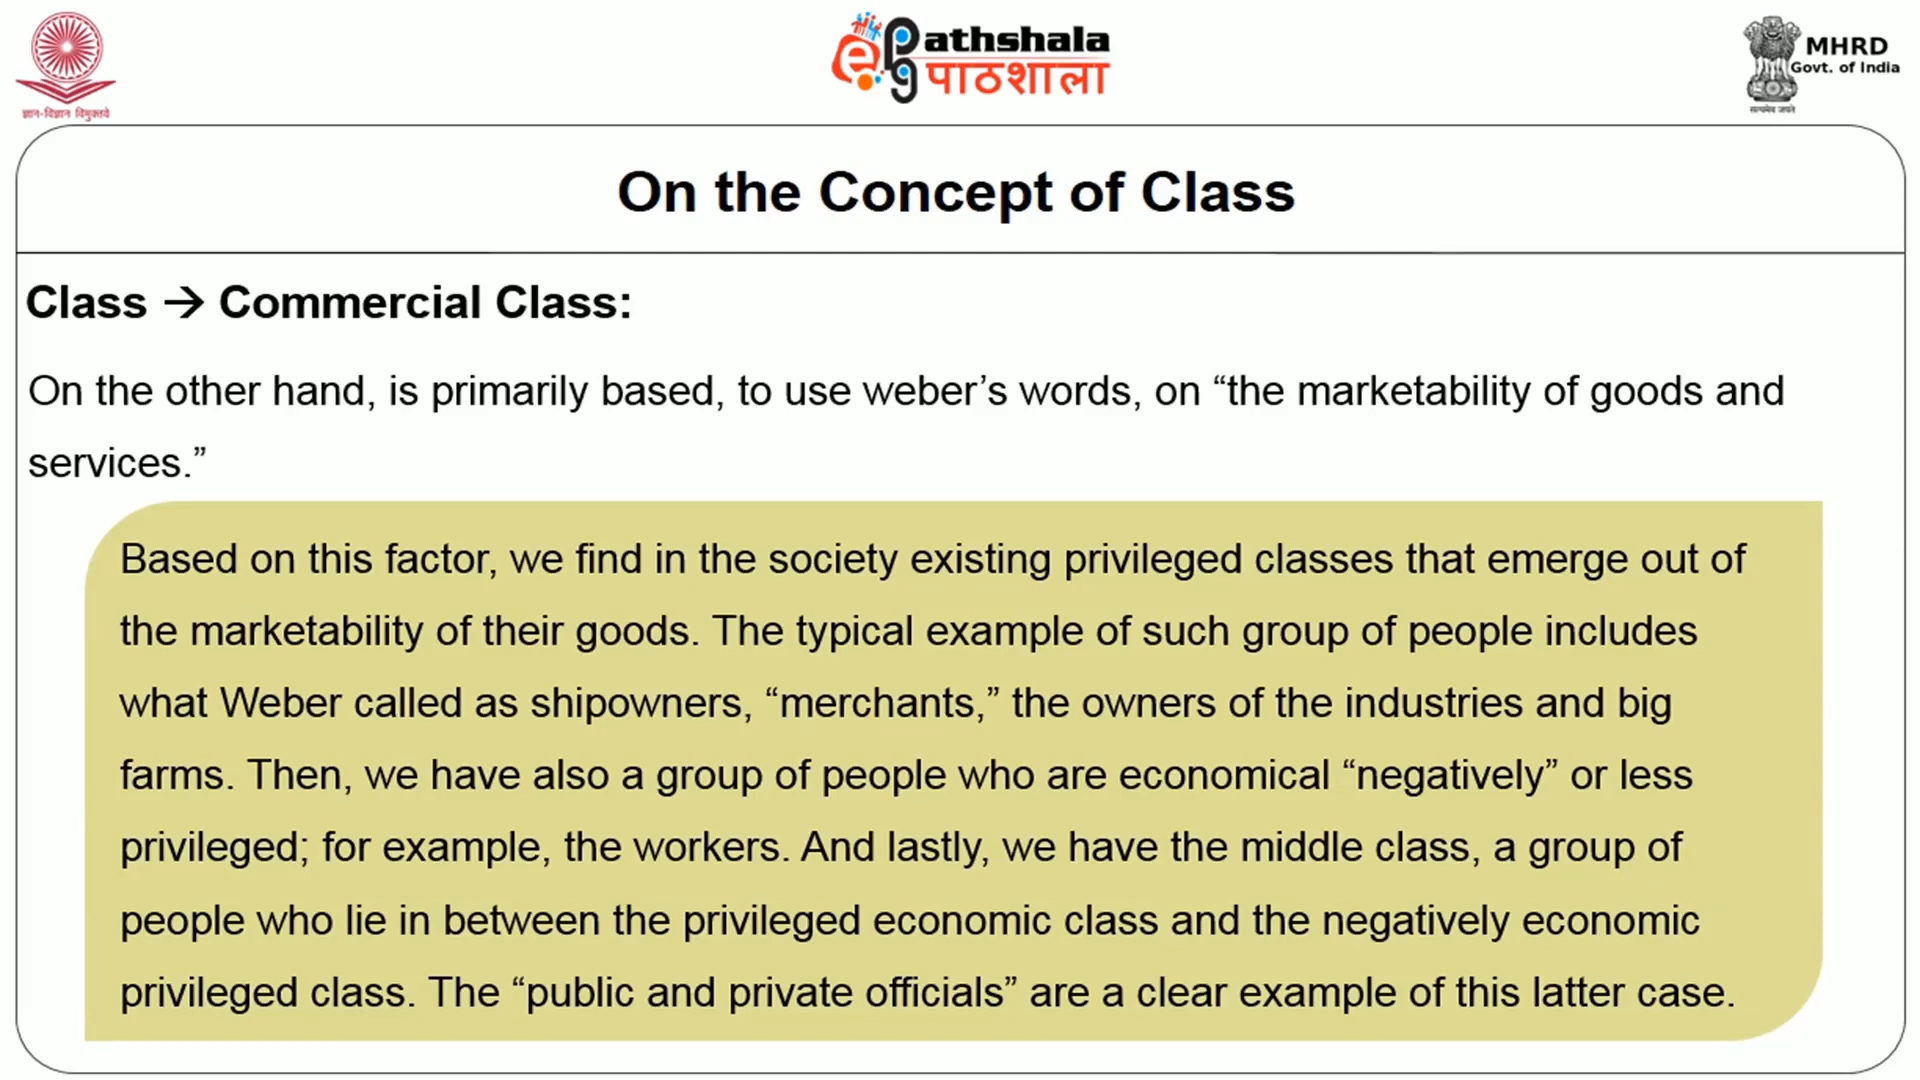 ज्ञान-विज्ञान विमुक्तये
ePathshala
पाठशाला
MHRD
Govt. of India
सत्यमेव जयते
On the Concept of Class
Class → Commercial Class:
On the other hand, is primarily based, to use weber’s words, on “the marketability of goods and
services.”
Based on this factor, we find in the society existing privileged classes that emerge out of
the marketability of their goods. The typical example of such group of people includes
what Weber called as shipowners, “merchants,” the owners of the industries and big
farms. Then, we have also a group of people who are economical “negatively” or less
privileged; for example, the workers. And lastly, we have the middle class, a group of
people who lie in between the privileged economic class and the negatively economic
privileged class. The “public and private officials” are a clear example of this latter case.